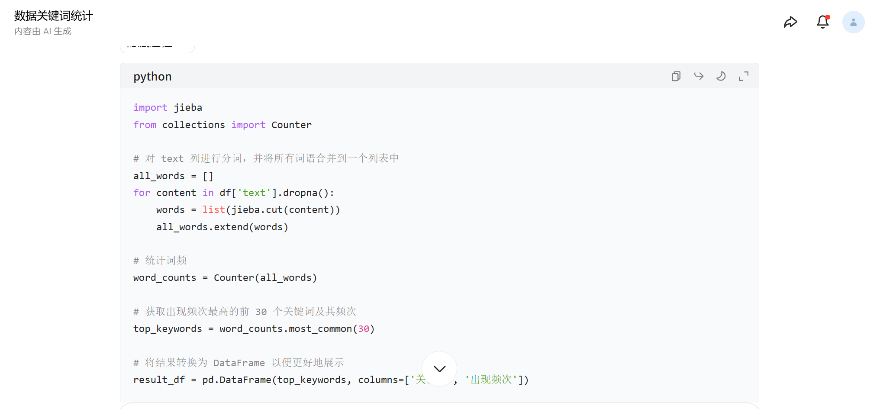 数据关键词统计
内容由 AI 生成
python
import jieba
from collections import Counter
# 对 text 列进行分词，并将所有词语合并到一个列表中
all_words = []
for content in df['text'].dropna():
    words = list(jieba.cut(content))
    all_words.extend(words)
# 统计词频
word_counts = Counter(all_words)
# 获取出现频次最高的前 30 个关键词及其频次
top_keywords = word_counts.most_common(30)
# 将结果转换为 DataFrame 以便更好地展示
result_df = pd.DataFrame(top_keywords, columns=['关 , '出现频次'])